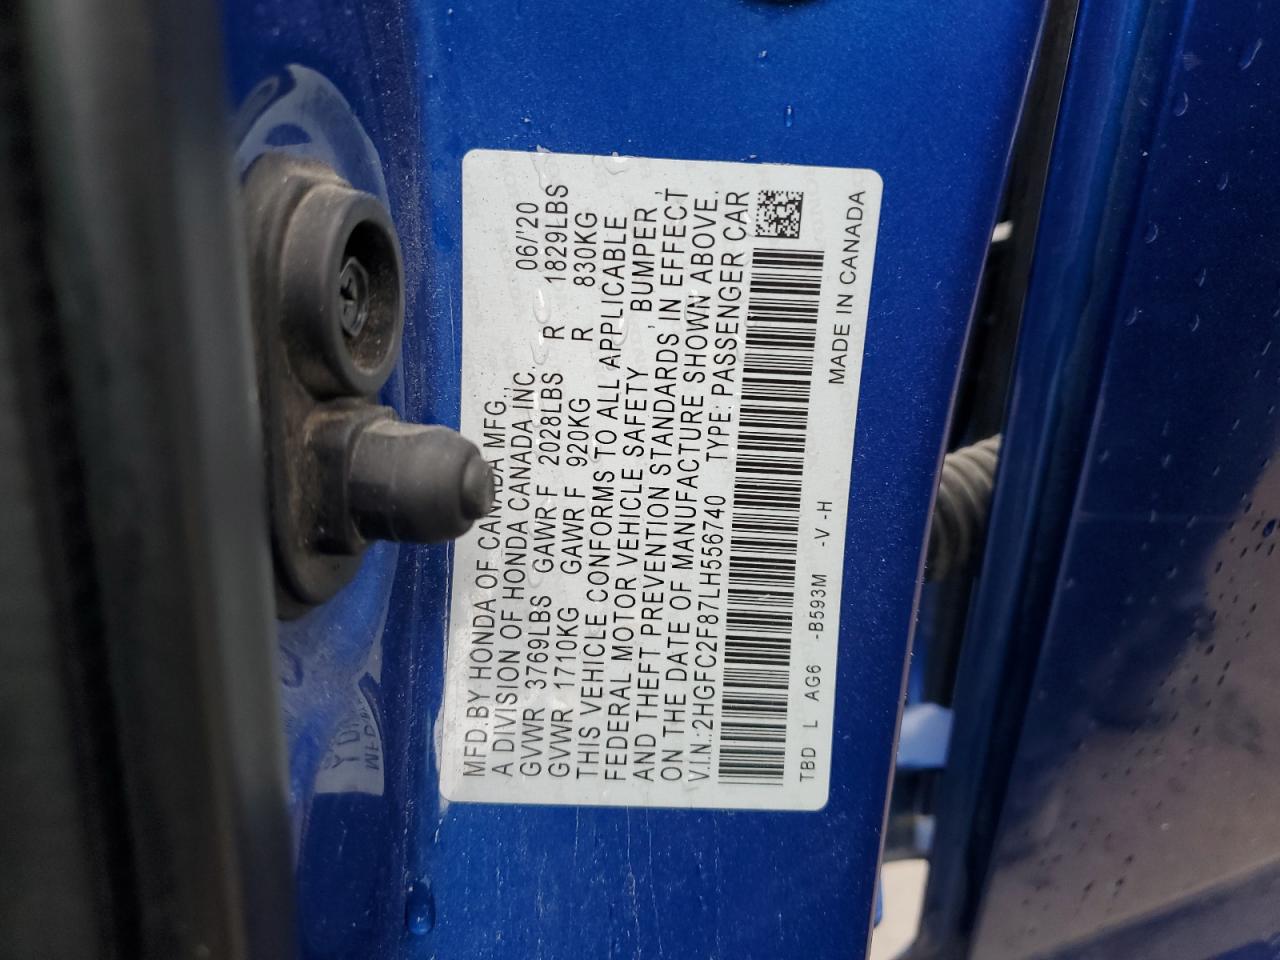 MFD.BY HONDA OF CANADA MFG.,
A DIVISION OF HONDA CANADA INC. 06/'20
GVWR 3769LBS GAWR F 2028LBS R 1829LBS
GVWR 1710KG GAWR F 920KG R 830KG
THIS VEHICLE CONFORMS TO ALL APPLICABLE
FEDERAL MOTOR VEHICLE SAFETY, BUMPER,
AND THEFT PREVENTION STANDARDS, IN EFFECT
ON THE DATE OF MANUFACTURE SHOWN ABOVE.
V.I.N.:2HGFC2F87LH556740 TYPE: PASSENGER CAR
TBD L AG6 -B593M -V -H MADE IN CANADA